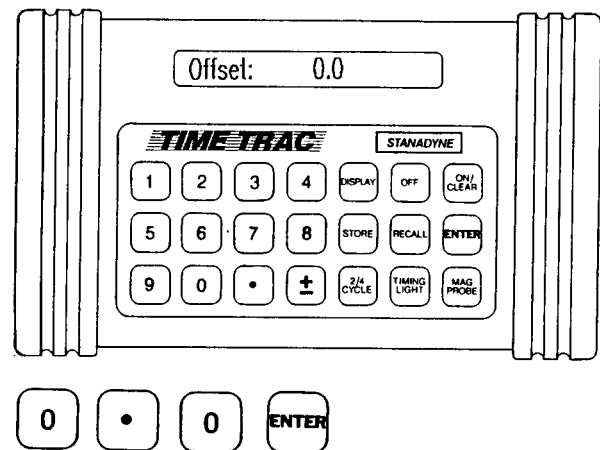 Offset: 0.0
TIME TRAC STANADYNE
1 2 3 4 DISPLAY OFF ON/CLEAR
5 6 7 8 STORE RECALL ENTER
9 0 • ± 2/4 CYCLE TIMING LIGHT MAG PROBE
0 • 0 ENTER